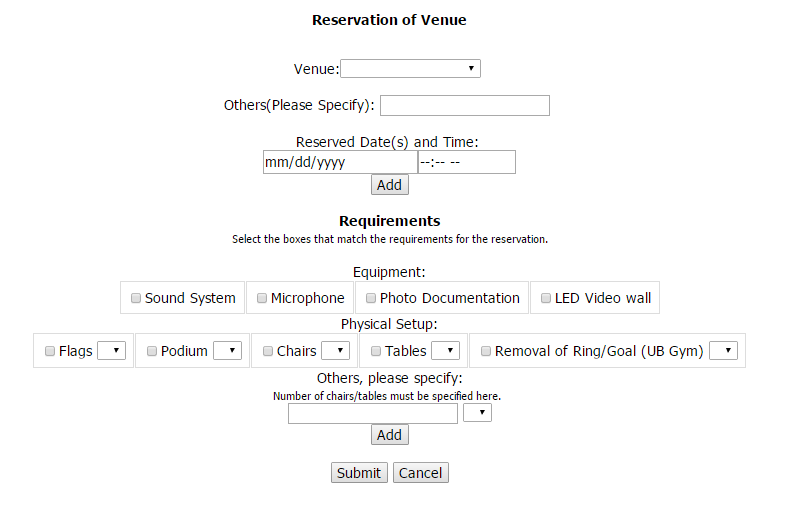 Reservation of Venue
Venue:
Others(Please Specify):
Reserved Date(s) and Time:
mm/dd/yyyy --:-- --
Add
Requirements
Select the boxes that match the requirements for the reservation.
Equipment:
Sound System Microphone Photo Documentation LED Video wall
Physical Setup:
Flags Podium Chairs Tables Removal of Ring/Goal (UB Gym)
Others, please specify:
Number of chairs/tables must be specified here.
Add
Submit Cancel